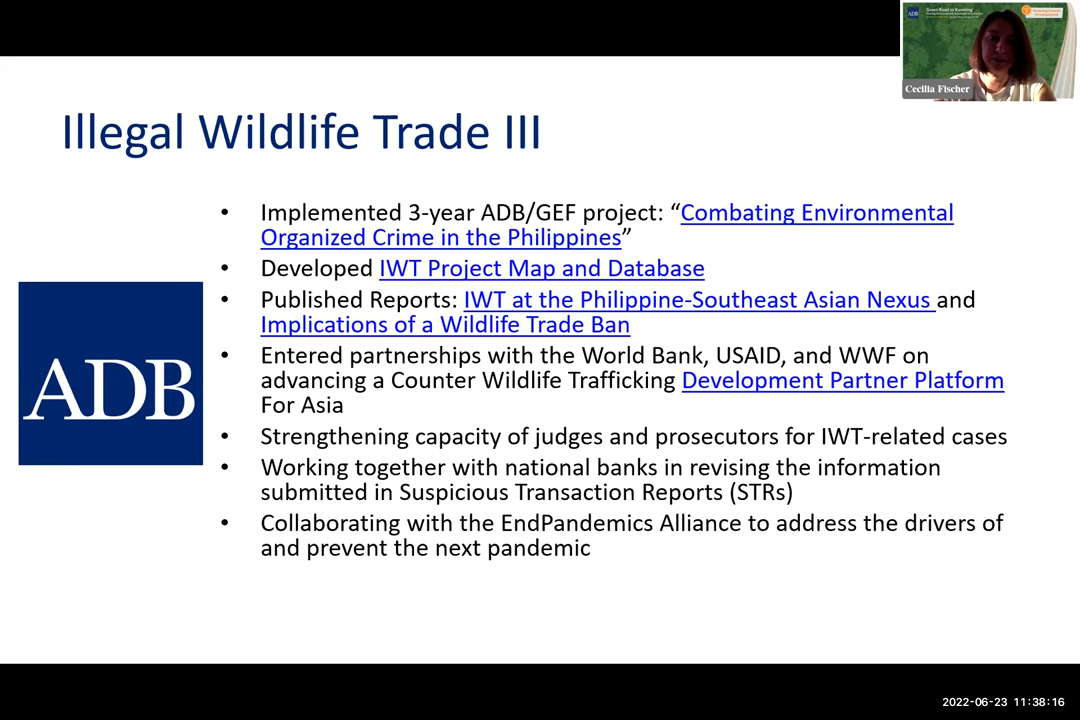 ADB
Green Road to Kunming
Cecilia Fischer
Illegal Wildlife Trade III
• Implemented 3-year ADB/GEF project: “Combating Environmental
Organized Crime in the Philippines”
• Developed IWT Project Map and Database
• Published Reports: IWT at the Philippine-Southeast Asian Nexus and
Implications of a Wildlife Trade Ban
• Entered partnerships with the World Bank, USAID, and WWF on
advancing a Counter Wildlife Trafficking Development Partner Platform
For Asia
• Strengthening capacity of judges and prosecutors for IWT-related cases
• Working together with national banks in revising the information
submitted in Suspicious Transaction Reports (STRs)
• Collaborating with the EndPandemics Alliance to address the drivers of
and prevent the next pandemic
ADB
2022-06-23 11:38:16